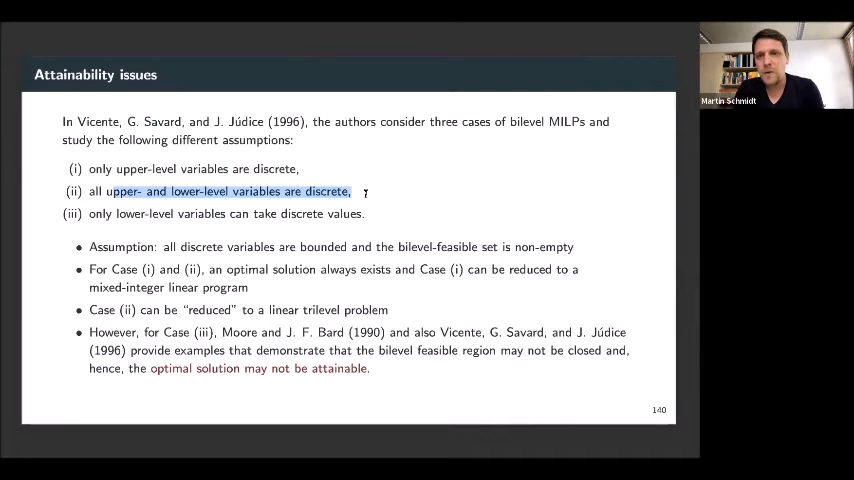 Attainability issues
In Vicente, G. Savard, and J. Júdice (1996), the authors consider three cases of bilevel MILPs and
study the following different assumptions:
(i) only upper-level variables are discrete,
(ii) all upper- and lower-level variables are discrete,
(iii) only lower-level variables can take discrete values.
• Assumption: all discrete variables are bounded and the bilevel-feasible set is non-empty
• For Case (i) and (ii), an optimal solution always exists and Case (i) can be reduced to a
mixed-integer linear program
• Case (ii) can be “reduced” to a linear trilevel problem
• However, for Case (iii), Moore and J. F. Bard (1990) and also Vicente, G. Savard, and J. Júdice
(1996) provide examples that demonstrate that the bilevel feasible region may not be closed and,
hence, the optimal solution may not be attainable.
140
Martin Schmidt